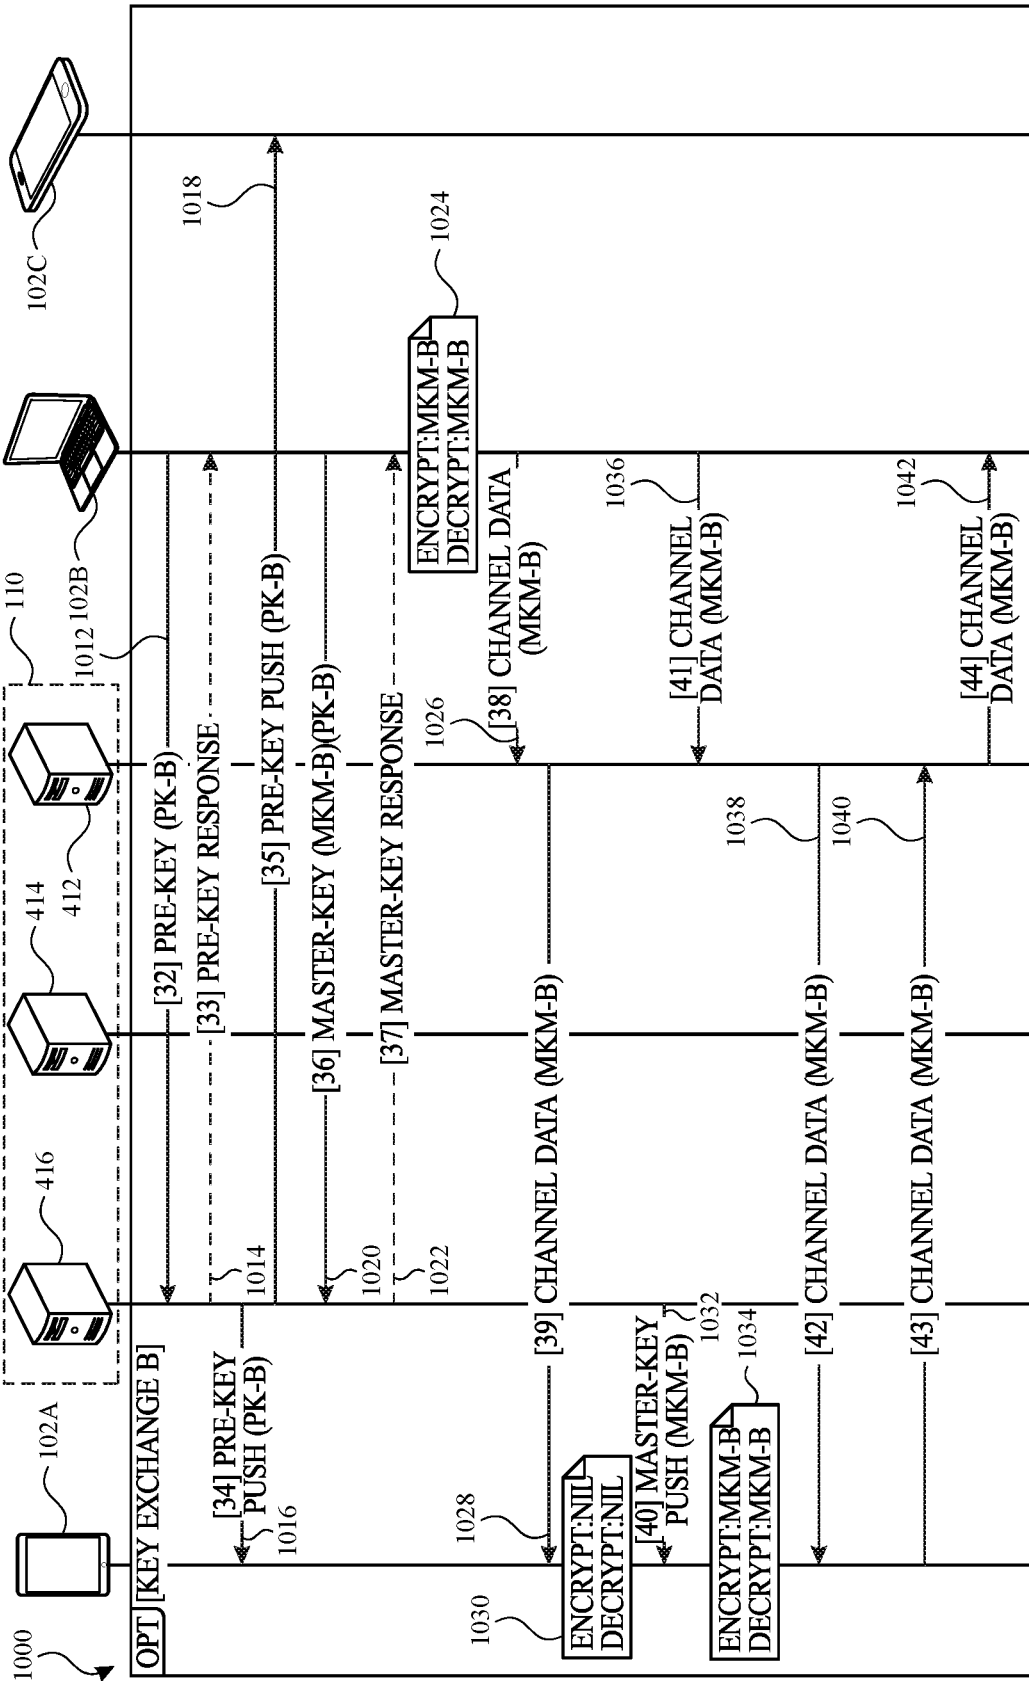 1000
102A
416
414
412
110
102B
102C
OPT
[KEY EXCHANGE B]
[32] PRE-KEY (PK-B)
1012
[33] PRE-KEY RESPONSE
1014
[34] PRE-KEY
PUSH (PK-B)
1016
[35] PRE-KEY PUSH (PK-B)
1018
[36] MASTER-KEY (MKM-B)(PK-B)
1020
[37] MASTER-KEY RESPONSE
1022
ENCRYPT:MKM-B
DECRYPT:MKM-B
1024
[38] CHANNEL DATA
(MKM-B)
1026
[39] CHANNEL DATA (MKM-B)
1028
ENCRYPT:NIL
DECRYPT:NIL
1030
[40] MASTER-KEY
PUSH (MKM-B)
1032
ENCRYPT:MKM-B
DECRYPT:MKM-B
1034
[41] CHANNEL
DATA (MKM-B)
1036
[42] CHANNEL DATA (MKM-B)
1038
[43] CHANNEL DATA (MKM-B)
1040
[44] CHANNEL
DATA (MKM-B)
1042